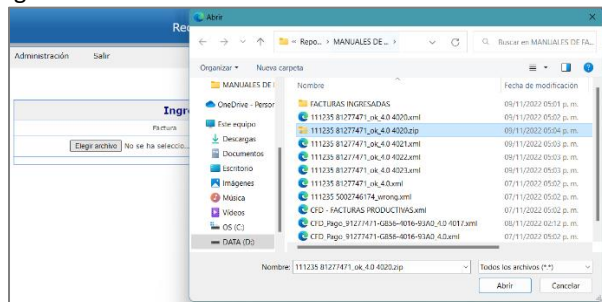 Rec
Abrir
Repo... > MANUALES DE ... >
Buscar en MANUALES DE FA...
Administración Salir
Organizar Nueva carpeta
MANUALES DE I
OneDrive - Person
Este equipo
Descargas
Documentos
Escritorio
Imágenes
Música
Videos
OS (C:)
DATA (D:)
Nombre Fecha de modificación
FACTURAS INGRESADAS 09/11/2022 05:01 p. m.
111235 81277471_ok_4.0 4020.xml 09/11/2022 05:02 p. m.
111235 81277471_ok_4.0 4020.zip 09/11/2022 05:04 p. m.
111235 81277471_ok_4.0 4021.xml 09/11/2022 05:03 p. m.
111235 81277471_ok_4.0 4022.xml 09/11/2022 05:03 p. m.
111235 81277471_ok_4.0 4023.xml 09/11/2022 05:03 p. m.
111235 81277471_ok_4.0.xml 07/11/2022 05:02 p. m.
111235 5002746174_wrong.xml 07/11/2022 05:02 p. m.
CFD - FACTURAS PRODUCTIVAS.xml 07/11/2022 05:02 p. m.
CFD_Pago_91277471-G856-4016-93A0_4.0 4017.xml 08/11/2022 02:12 p. m.
CFD_Pago_91277471-G856-4016-93A0_4.0.xml 07/11/2022 05:02 p. m.
Ingr
Factura
Elegir archivo No se ha seleccio...
Nombre: 111235 81277471_ok_4.0 4020.zip Todos los archivos (*.*)
Abrir Cancelar